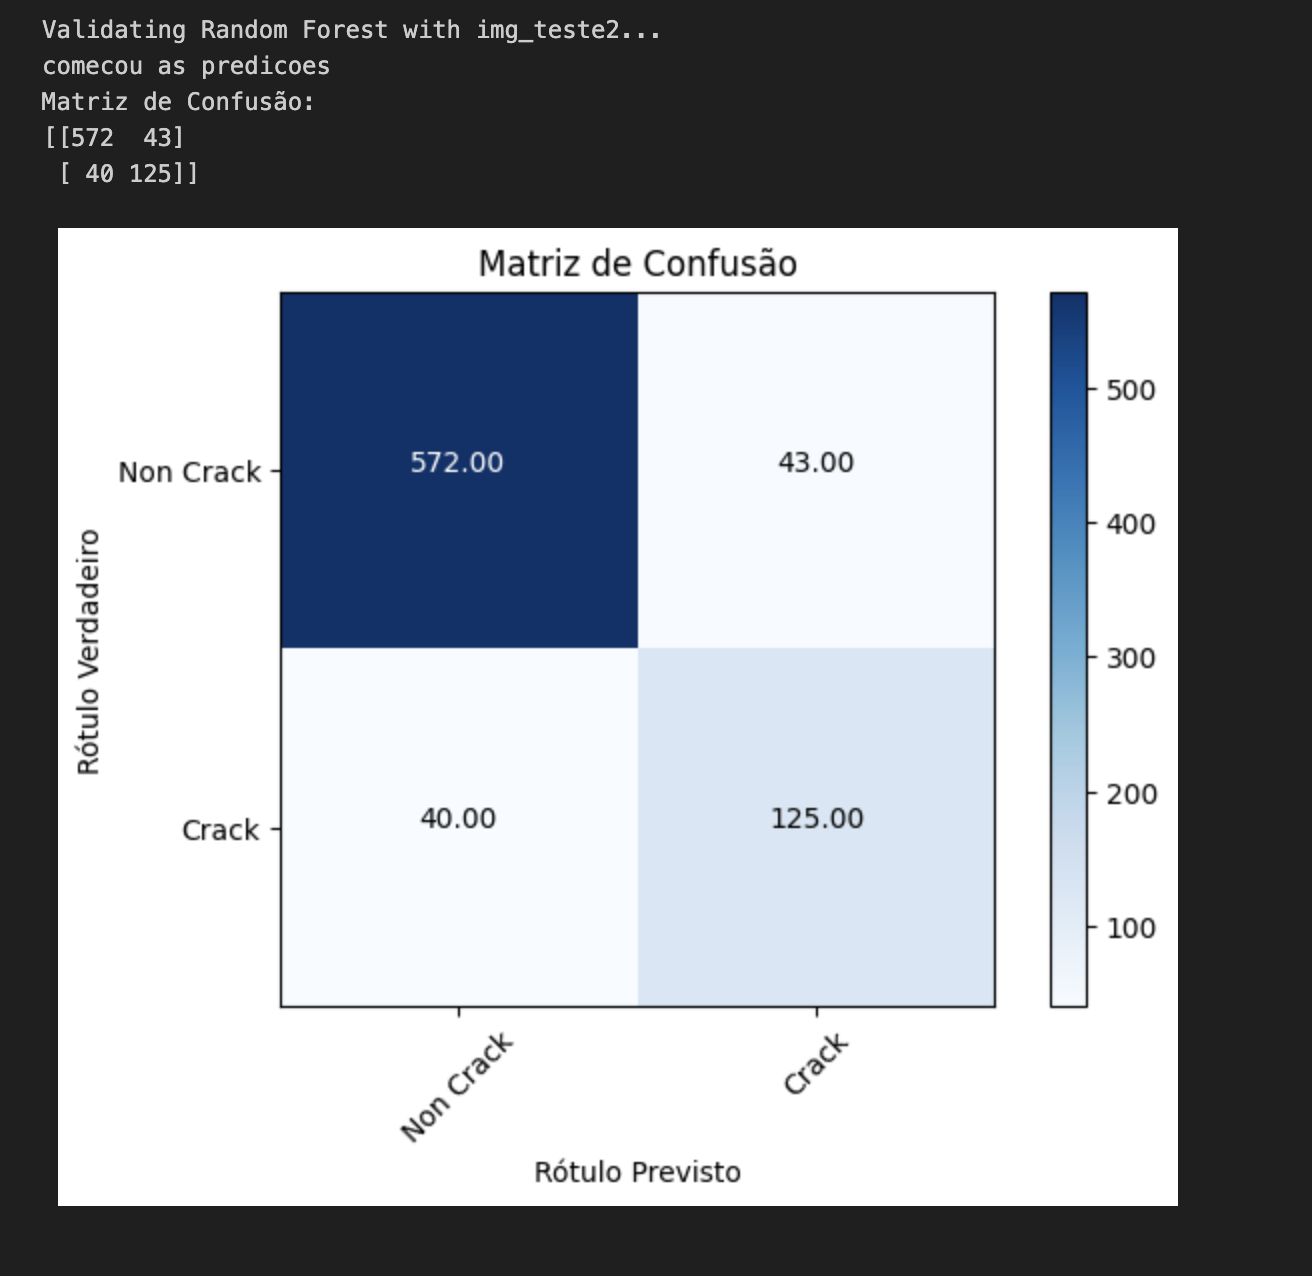 Validating Random Forest with img_teste2...
comecou as predicoes
Matriz de Confusão:
[[572  43]
 [ 40 125]]
Matriz de Confusão
Non Crack
572.00
43.00
Crack
40.00
125.00
Rótulo Verdadeiro
Non Crack
Crack
Rótulo Previsto
500
400
300
200
100